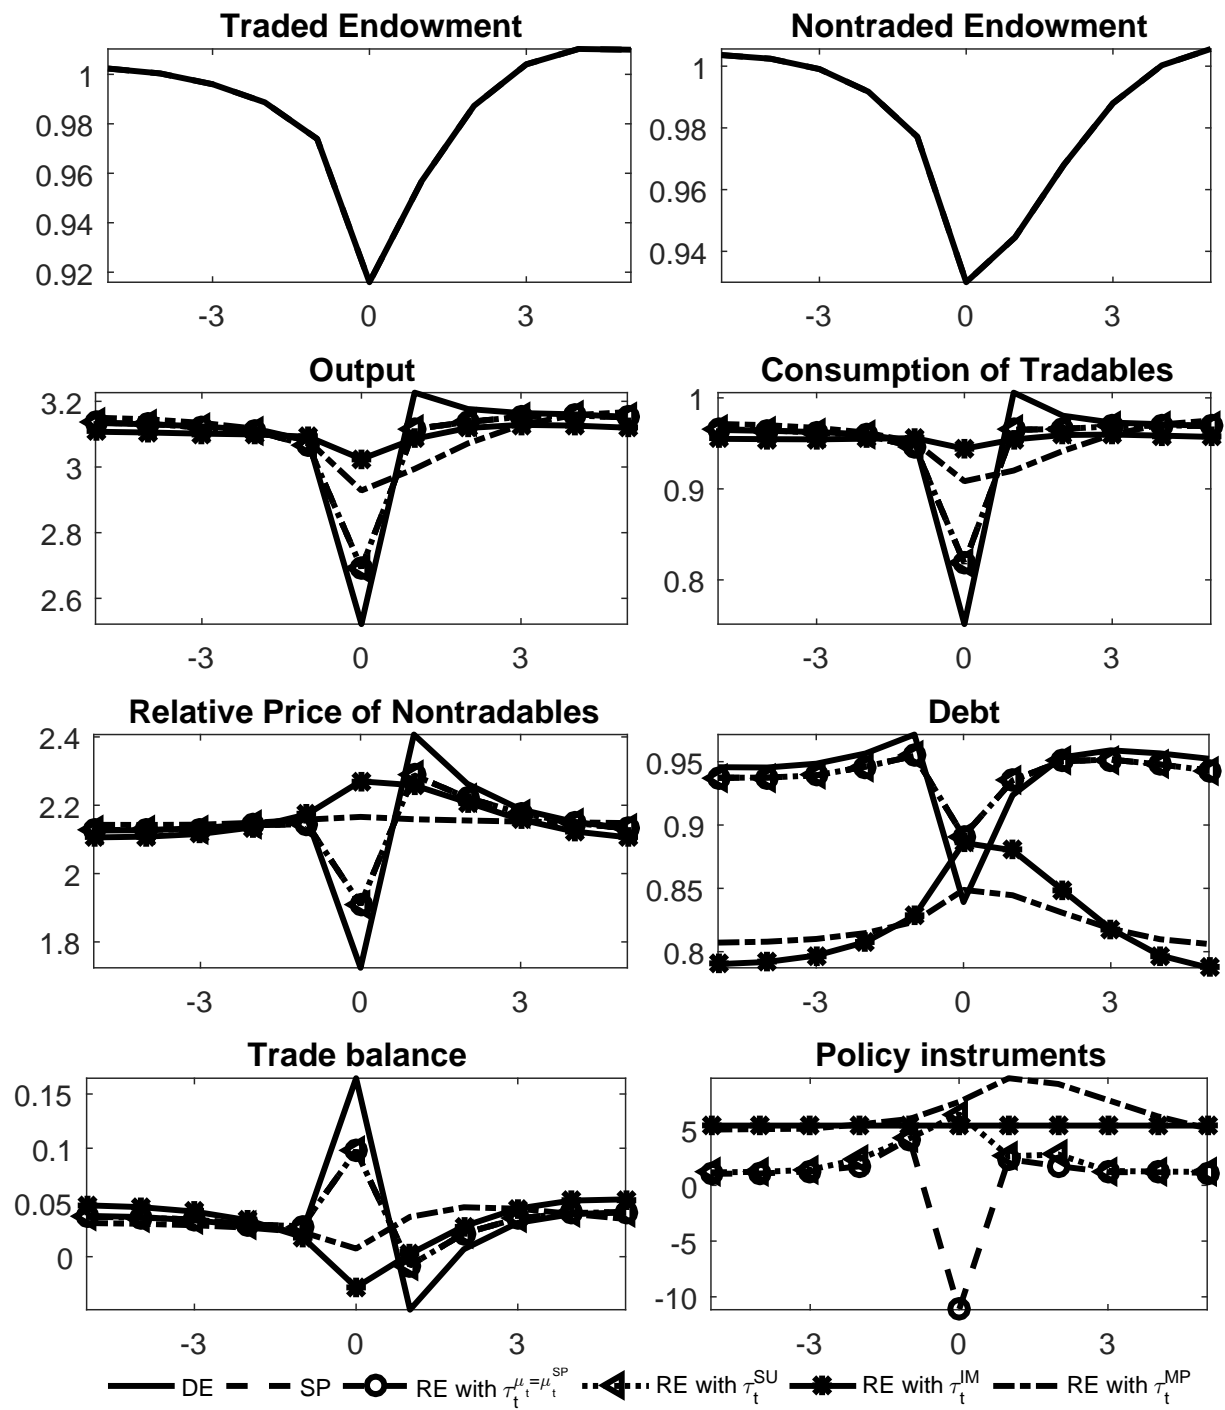 Traded Endowment
1
0.98
0.96
0.94
0.92
-3 0 3
Nontraded Endowment
1
0.98
0.96
0.94
-3 0 3
Output
3.2
3
2.8
2.6
-3 0 3
Consumption of Tradables
1
0.9
0.8
-3 0 3
Relative Price of Nontradables
2.4
2.2
2
1.8
-3 0 3
Debt
0.95
0.9
0.85
0.8
-3 0 3
Trade balance
0.15
0.1
0.05
0
-3 0 3
Policy instruments
5
0
-5
-10
-3 0 3
DE SP RE with τ_t^{μ_t=μ_t^{SP}} RE with τ_t^{SU} RE with τ_t^{IM} RE with τ_t^{MP}